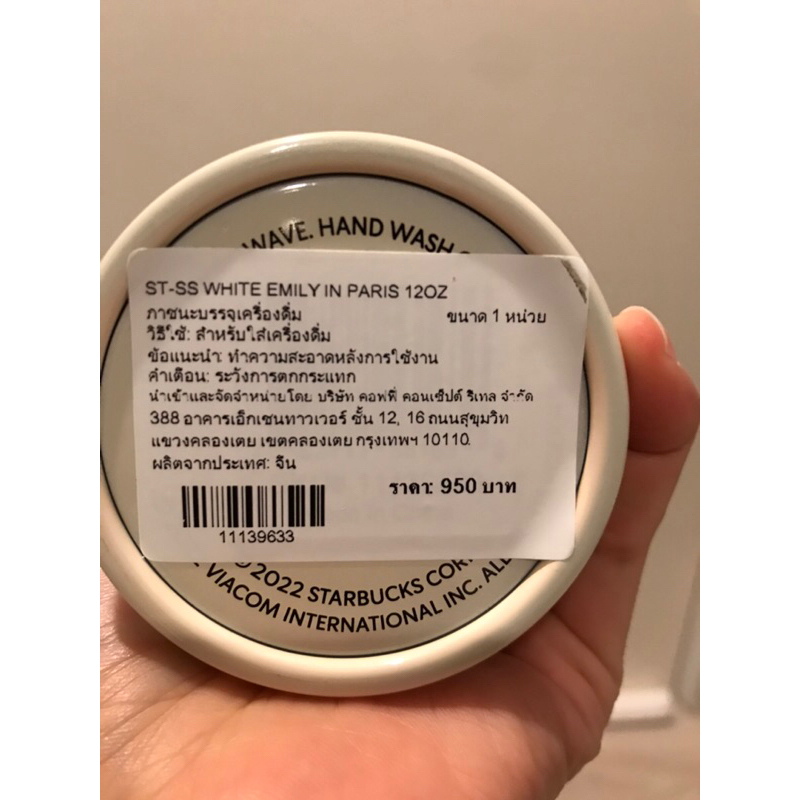 WAVE. HAND WASH
ST-SS WHITE EMILY IN PARIS 12OZ
ภาชนะบรรจุเครื่องดื่ม ขนาด 1 หน่วย
วิธีใช้: สำหรับใส่เครื่องดื่ม
ข้อแนะนำ: ทำความสะอาดหลังการใช้งาน
คำเตือน: ระวังการตกกระแทก
นำเข้าและจัดจำหน่ายโดย บริษัท คอฟฟี่ คอนเซ็ปต์ รีเทล จำกัด
388 อาคารเอ็กเชนทาวเวอร์ ชั้น 12, 16 ถนนสุขุมวิท
แขวงคลองเตย เขตคลองเตย กรุงเทพฯ 10110
ผลิตจากประเทศ: จีน
ราคา: 950 บาท
11139633
2022 STARBUCKS
VIACOM INTERNATIONAL INC.